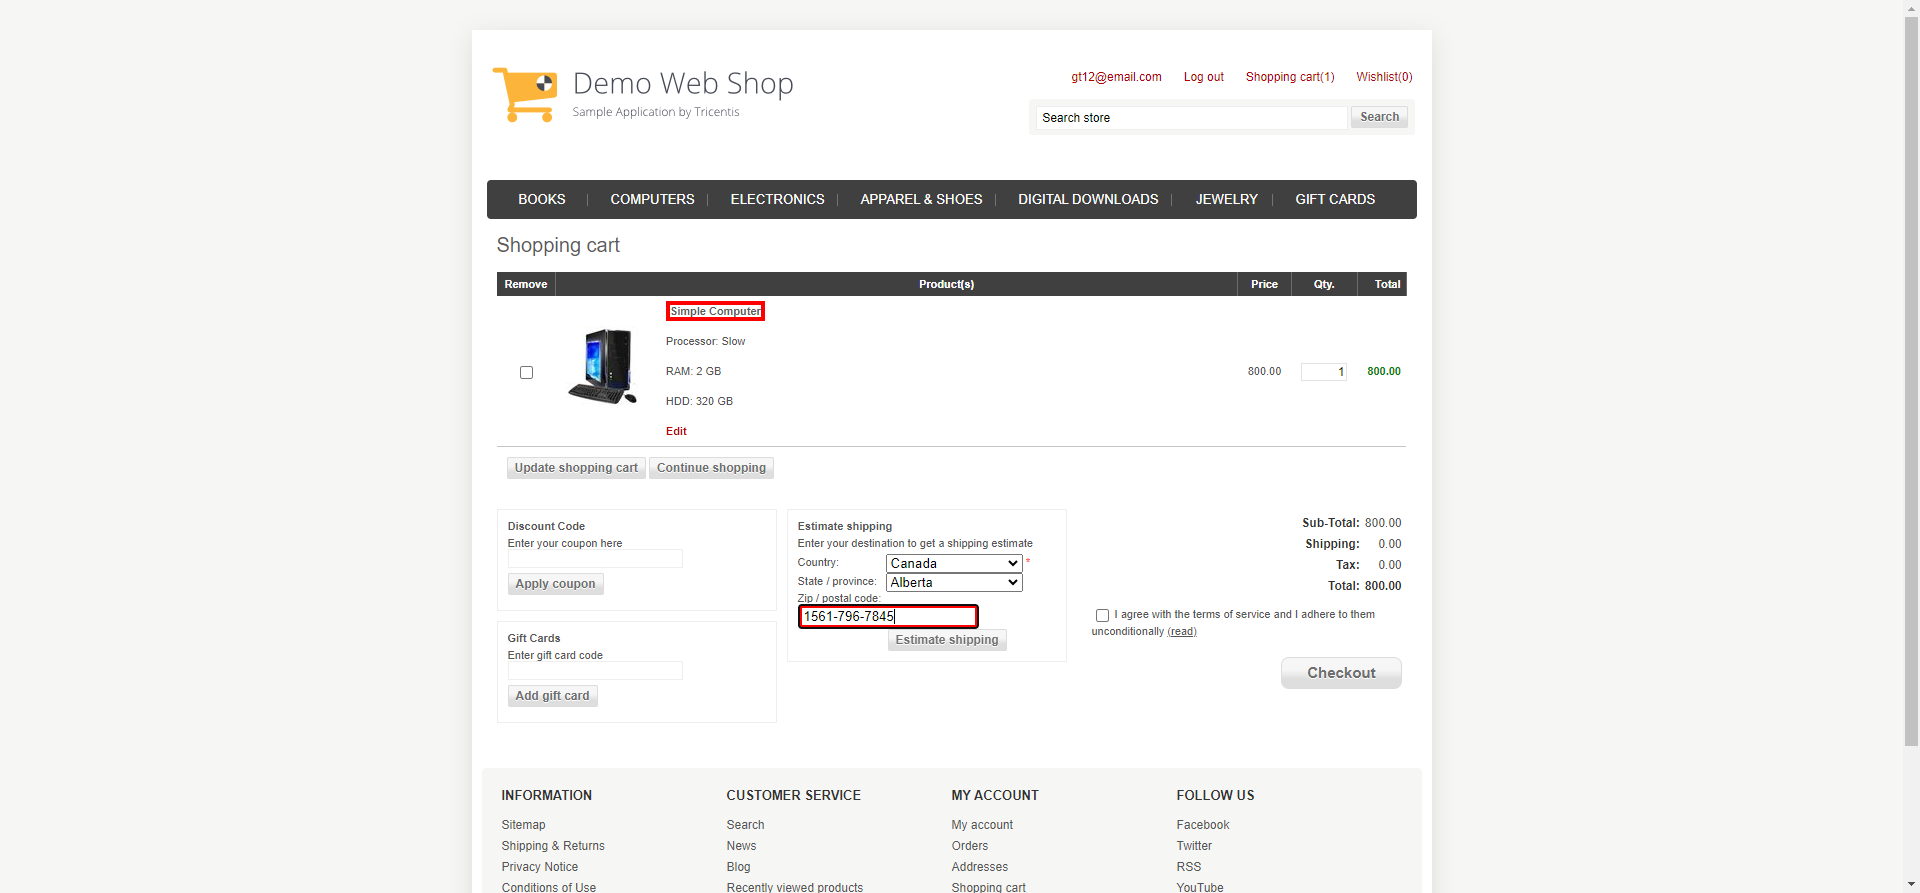 Demo Web Shop
Sample Application by Tricentis
gt12@email.com Log out Shopping cart(1) Wishlist(0)
Search store Search
BOOKS COMPUTERS ELECTRONICS APPAREL & SHOES DIGITAL DOWNLOADS JEWELRY GIFT CARDS
Shopping cart
Remove Product(s) Price Qty. Total
Simple Computer
Processor: Slow
RAM: 2 GB
HDD: 320 GB
Edit
800.00 1 800.00
Update shopping cart Continue shopping
Discount Code
Enter your coupon here
Apply coupon
Gift Cards
Enter gift card code
Add gift card
Estimate shipping
Enter your destination to get a shipping estimate
Country: Canada *
State / province: Alberta
Zip / postal code:
1561-796-7845
Estimate shipping
Sub-Total: 800.00
Shipping: 0.00
Tax: 0.00
Total: 800.00
I agree with the terms of service and I adhere to them
unconditionally (read)
Checkout
INFORMATION
Sitemap
Shipping & Returns
Privacy Notice
Conditions of Use
CUSTOMER SERVICE
Search
News
Blog
Recently viewed products
MY ACCOUNT
My account
Orders
Addresses
Shopping cart
FOLLOW US
Facebook
Twitter
RSS
YouTube